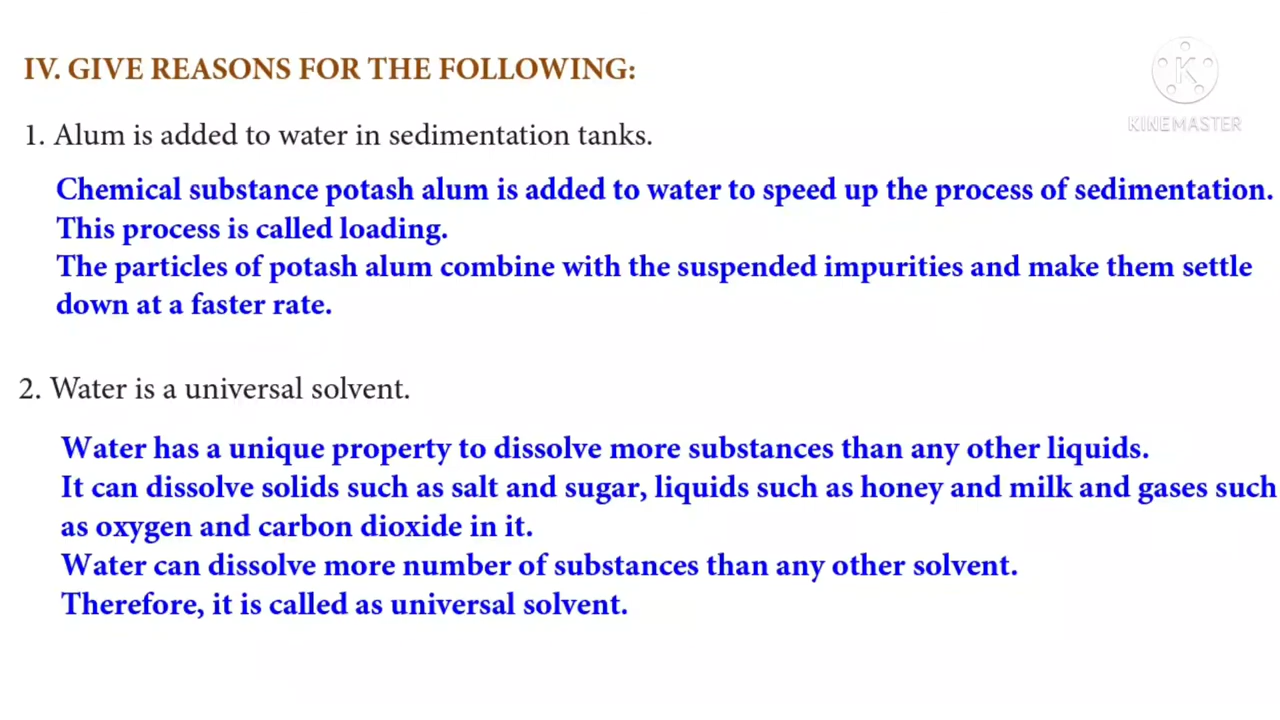 IV. GIVE REASONS FOR THE FOLLOWING:
K
KINEMASTER
1. Alum is added to water in sedimentation tanks.
Chemical substance potash alum is added to water to speed up the process of sedimentation.
This process is called loading.
The particles of potash alum combine with the suspended impurities and make them settle
down at a faster rate.
2. Water is a universal solvent.
Water has a unique property to dissolve more substances than any other liquids.
It can dissolve solids such as salt and sugar, liquids such as honey and milk and gases such
as oxygen and carbon dioxide in it.
Water can dissolve more number of substances than any other solvent.
Therefore, it is called as universal solvent.